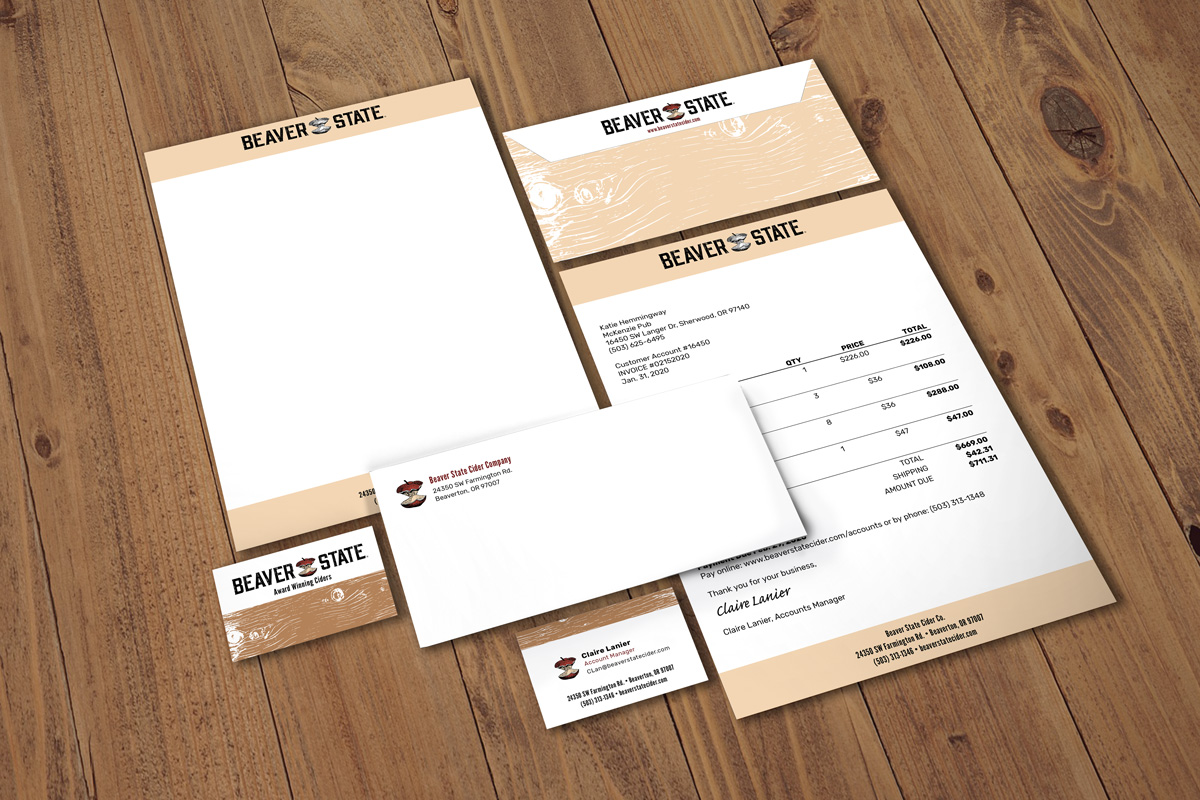 BEAVER STATE
24350
BEAVER STATE
www.beaverstatecider.com
BEAVER STATE
Katie Hemmingway
McKenzie Pub
16450 SW Langer Dr, Sherwood, OR 97140
(503) 625-6495
Customer Account #16450
INVOICE #02152020
Jan. 31, 2020
QTY PRICE TOTAL
1 $226.00 $226.00
3 $36 $108.00
8 $36 $288.00
1 $47 $47.00
TOTAL $669.00
SHIPPING $42.31
AMOUNT DUE $711.31
Payment Due Feb. 29, 2020
Pay online: www.beaverstatecider.com/accounts or by phone: (503) 313-1348
Thank you for your business,
Claire Lanier
Claire Lanier, Accounts Manager
Beaver State Cider Co.
24350 SW Farmington Rd. • Beaverton, OR 97007
(503) 313-1346 • beaverstatecider.com
Beaver State Cider Company
24350 SW Farmington Rd.
Beaverton, OR 97007
BEAVER STATE
Award Winning Ciders
Claire Lanier
Account Manager
CLan@beaverstatecider.com
24350 SW Farmington Rd. • Beaverton, OR 97007
(503) 313-1346 • beaverstatecider.com